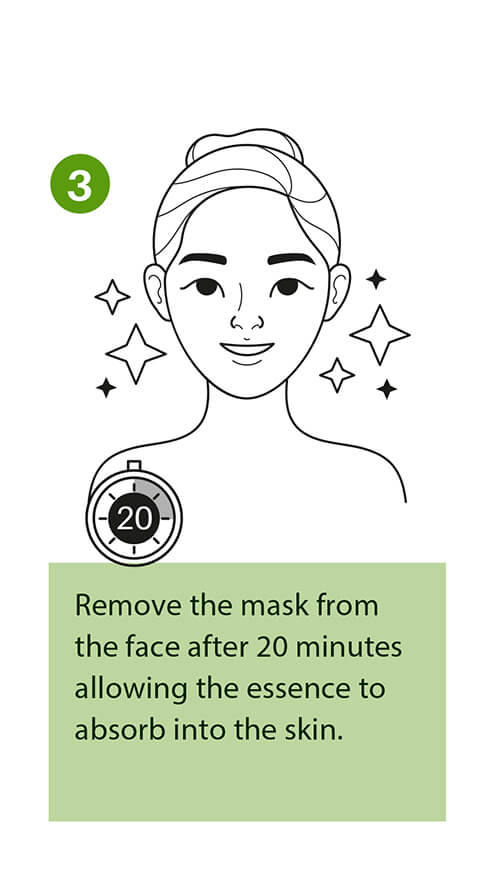 3
20
Remove the mask from
the face after 20 minutes
allowing the essence to
absorb into the skin.